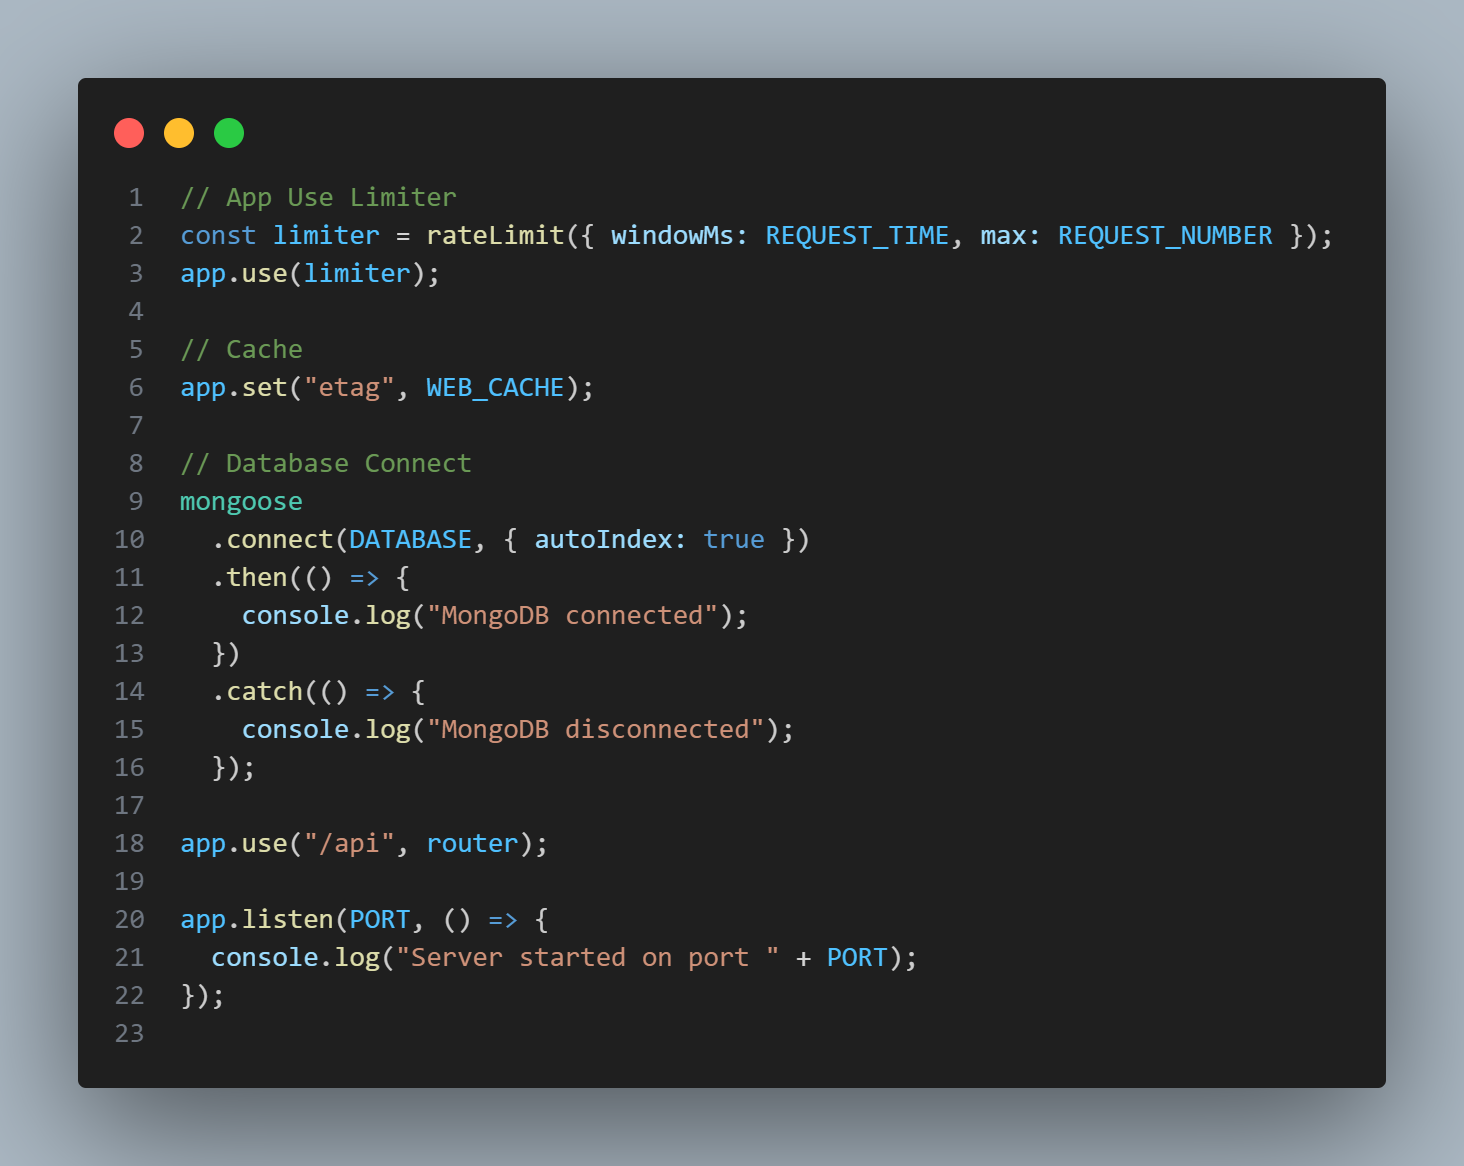 1 // App Use Limiter
2 const limiter = rateLimit({ windowMs: REQUEST_TIME, max: REQUEST_NUMBER });
3 app.use(limiter);
4
5 // Cache
6 app.set("etag", WEB_CACHE);
7
8 // Database Connect
9 mongoose
10   .connect(DATABASE, { autoIndex: true })
11   .then(() => {
12     console.log("MongoDB connected");
13   })
14   .catch(() => {
15     console.log("MongoDB disconnected");
16   });
17
18 app.use("/api", router);
19
20 app.listen(PORT, () => {
21   console.log("Server started on port " + PORT);
22 });
23